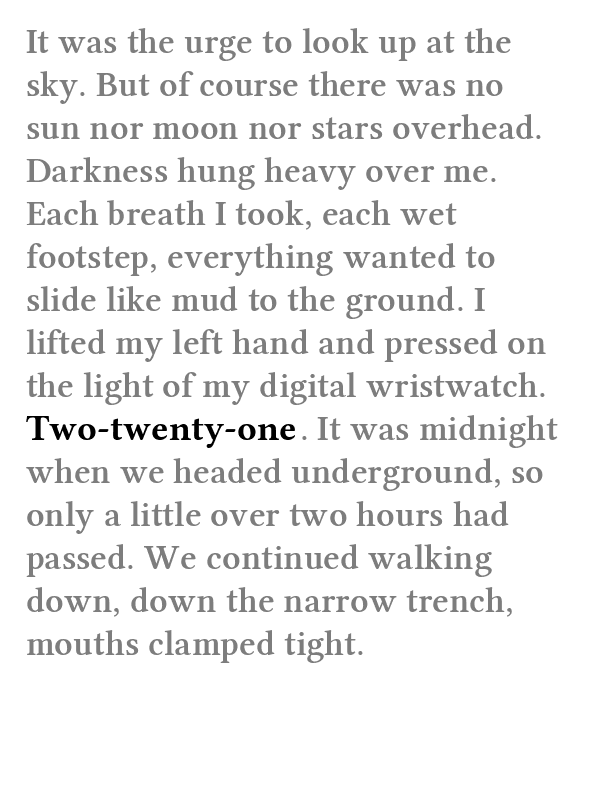 It was the urge to look up at the
sky. But of course there was no
sun nor moon nor stars overhead.
Darkness hung heavy over me.
Each breath I took, each wet
footstep, everything wanted to
slide like mud to the ground. I
lifted my left hand and pressed on
the light of my digital wristwatch.
Two-twenty-one. It was midnight
when we headed underground, so
only a little over two hours had
passed. We continued walking
down, down the narrow trench,
mouths clamped tight.